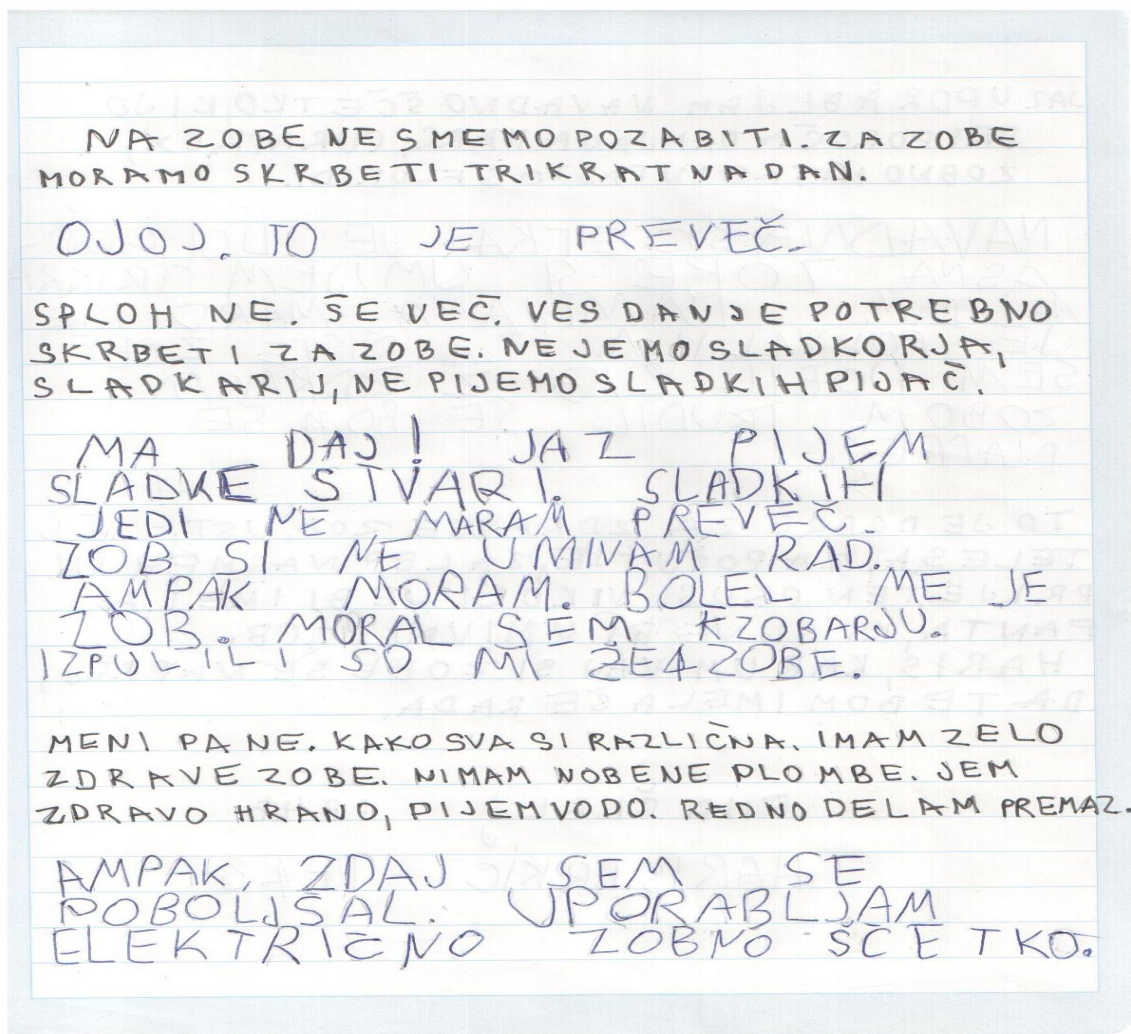 NA ZOBE NE SMEMO POZABITI. ZA ZOBE
MORAMO SKRBETI TRIKRAT NA DAN.
OJOJ. TO JE PREVEČ.
SPLOH NE. ŠE VEČ. VES DAN JE POTREBNO
SKRBETI ZA ZOBE. NE JEMO SLADKORJA,
SLADKARIJ, NE PIJEMO SLADKIH PIJAČ.
MA DAJ! JAZ PIJEM
SLADKE STVARI. SLADKIH
JEDI NE MARAM PREVEČ.
ZOB SI NE UMIVAM RAD.
AMPAK MORAM. BOLEL ME JE
ZOB. MORAL SEM K ZOBARJU.
IZPULILI SO MI ŽE 4 ZOBE.
MENI PA NE. KAKO SVA SI RAZLIČNA. IMAM ZELO
ZDRAVE ZOBE. NIMAM NOBENE PLOMBE. JEM
ZDRAVO HRANO, PIJEM VODO. REDNO DELAM PREMAZ.
AMPAK, ZDAJ SEM SE
POBOLJŠAL. UPORABLJAM
ELEKTRIČNO ZOBNO ŠČETKO.